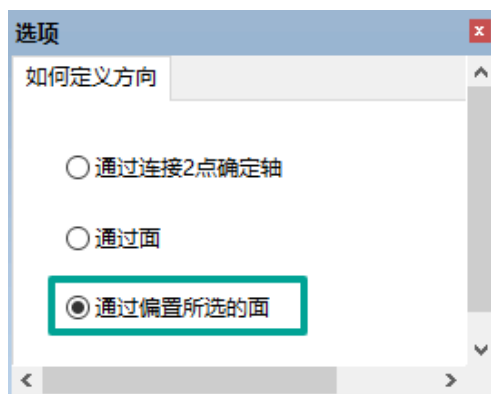 选项
如何定义方向
通过连接2点确定轴
通过面
通过偏置所选的面